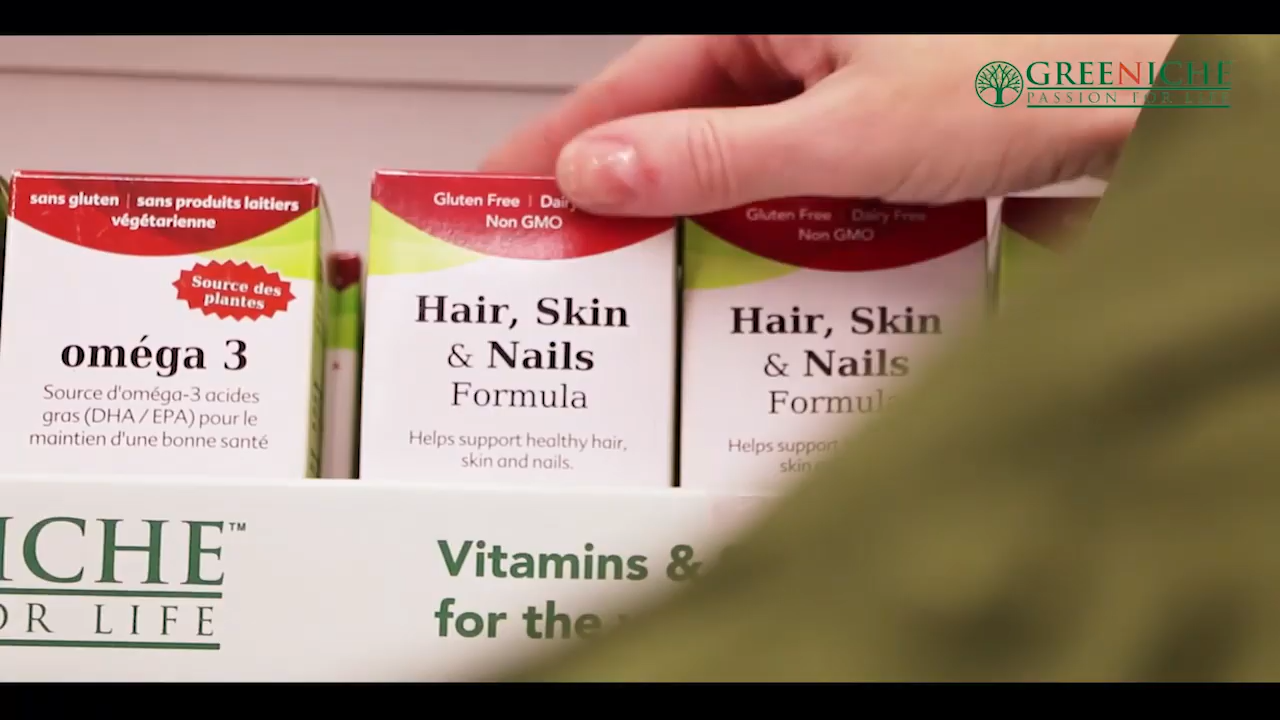 GREENICHE
PASSION FOR LIFE
sans gluten | sans produits laitiers
végétarienne
Source des
plantes
oméga 3
Source d'oméga-3 acides
gras (DHA / EPA) pour le
maintien d'une bonne santé
Gluten Free | Dairy
Non GMO
Hair, Skin
& Nails
Formula
Helps support healthy hair,
skin and nails.
Gluten Free | Dairy Free
Non GMO
Hair, Skin
& Nails
Formula
Helps support
skin
ICHE™
OR LIFE
Vitamins &
for the